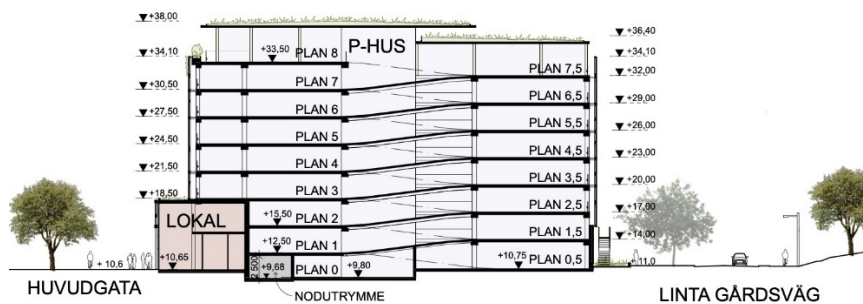 +38,00
+36,40
P-HUS
+34,10
+33,50
PLAN 8
PLAN 7,5
+34,10
+32,00
+30,50
PLAN 7
PLAN 6,5
+29,00
+27,50
PLAN 6
PLAN 5,5
+26,00
+24,50
PLAN 5
PLAN 4,5
+23,00
+21,50
PLAN 4
PLAN 3,5
+20,00
+18,50
PLAN 3
PLAN 2,5
+17,00
LOKAL
+15,50
PLAN 2
PLAN 1,5
+14,00
+12,50
PLAN 1
+ 10,6
+10,65
2 500
+9,68
PLAN 0
+9,80
+10,75
PLAN 0,5
+11,0
HUVUDGATA
NODUTRYMME
LINTA GÅRDSVÄG